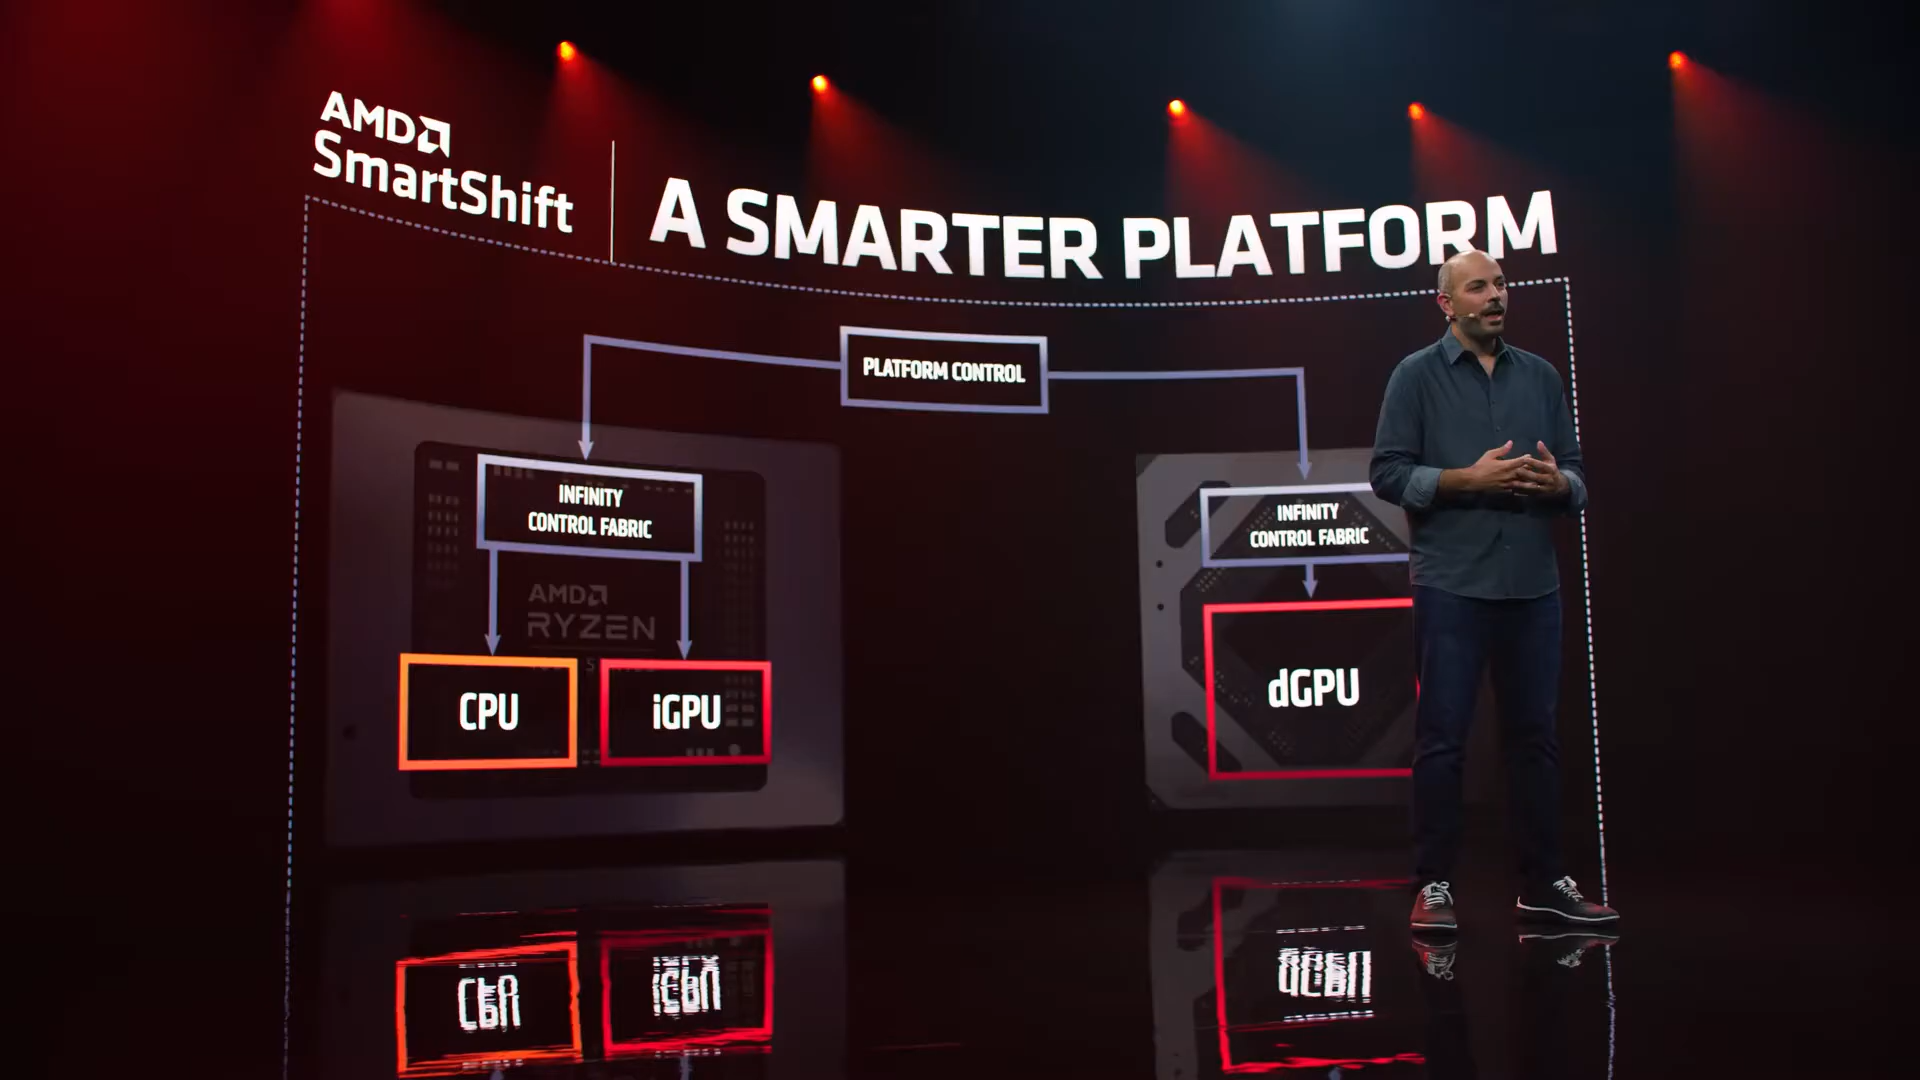 AMD
SmartShift
A SMARTER PLATFORM
PLATFORM CONTROL
INFINITY
CONTROL FABRIC
INFINITY
CONTROL FABRIC
AMD
RYZEN
CPU
iGPU
dGPU